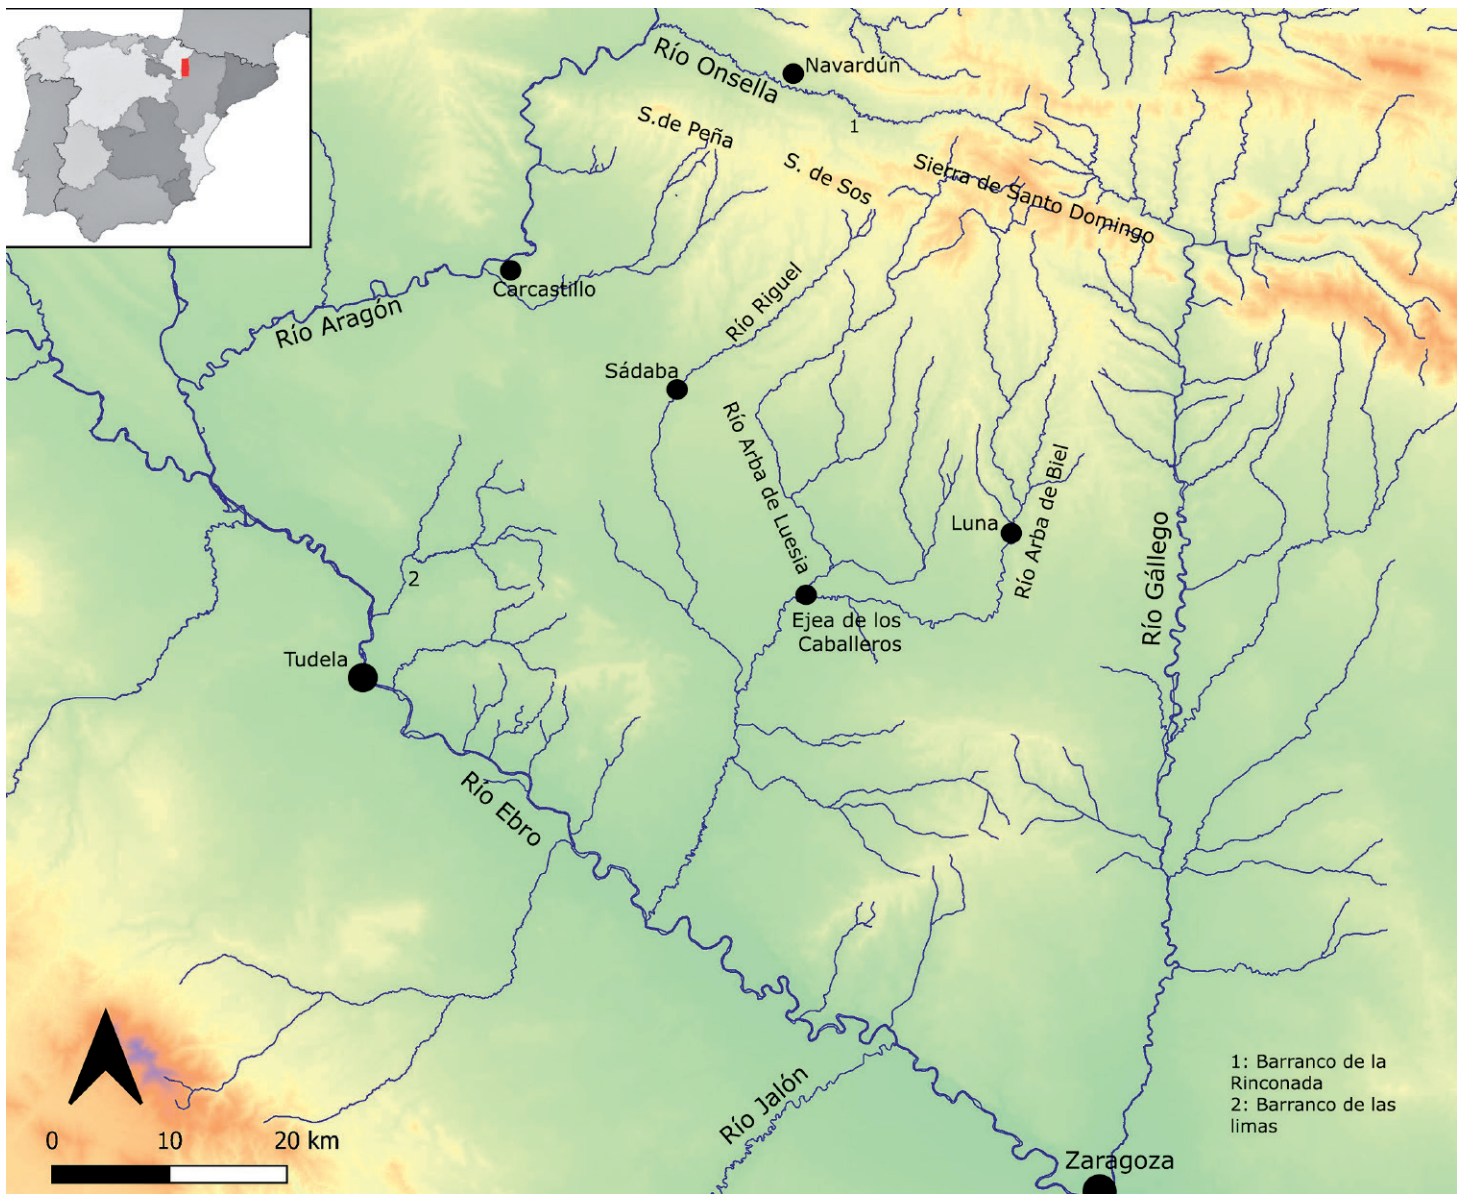 Río Onsella
Navardún
1
S.de Peña
S. de Sos
Sierra de Santo Domingo
Carcastillo
Río Aragón
Río Riguel
Sádaba
Río Arba de Luesia
Luna
Río Arba de Biel
Río Gállego
2
Ejea de los
Caballeros
Tudela
Río Ebro
Río Jalón
1: Barranco de la
Rinconada
2: Barranco de las
limas
0 10 20 km
Zaragoza